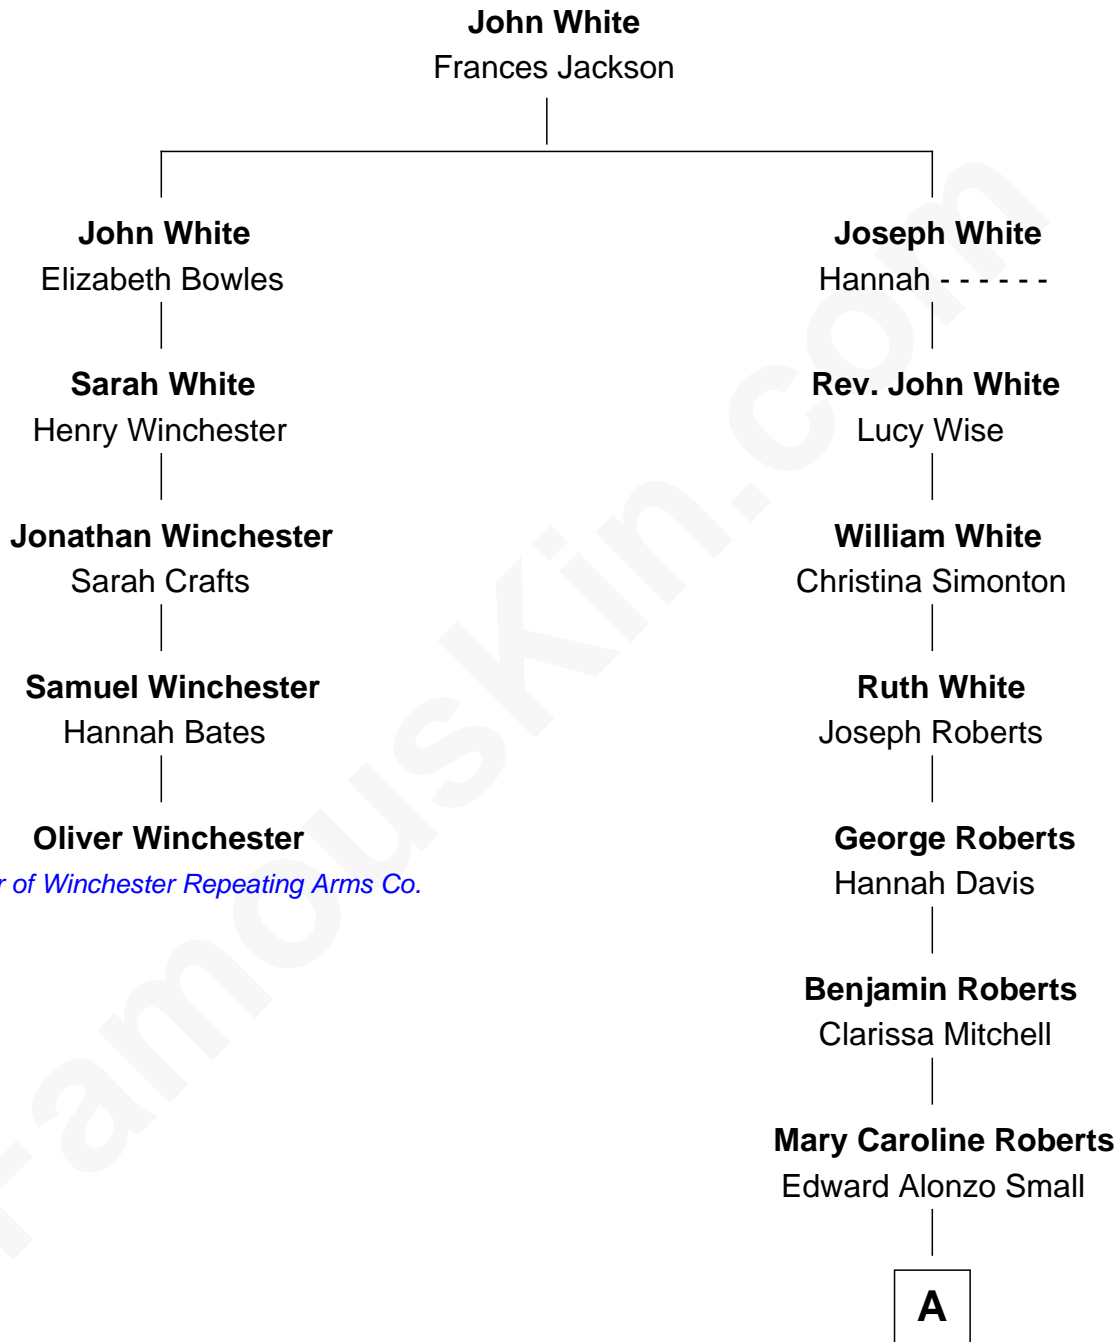 John White
Frances Jackson
John White
Elizabeth Bowles
Sarah White
Henry Winchester
Jonathan Winchester
Sarah Crafts
Samuel Winchester
Hannah Bates
Oliver Winchester
of Winchester Repeating Arms Co.
Joseph White
Hannah - - - - - -
Rev. John White
Lucy Wise
William White
Christina Simonton
Ruth White
Joseph Roberts
George Roberts
Hannah Davis
Benjamin Roberts
Clarissa Mitchell
Mary Caroline Roberts
Edward Alonzo Small
A
FamousKin.com